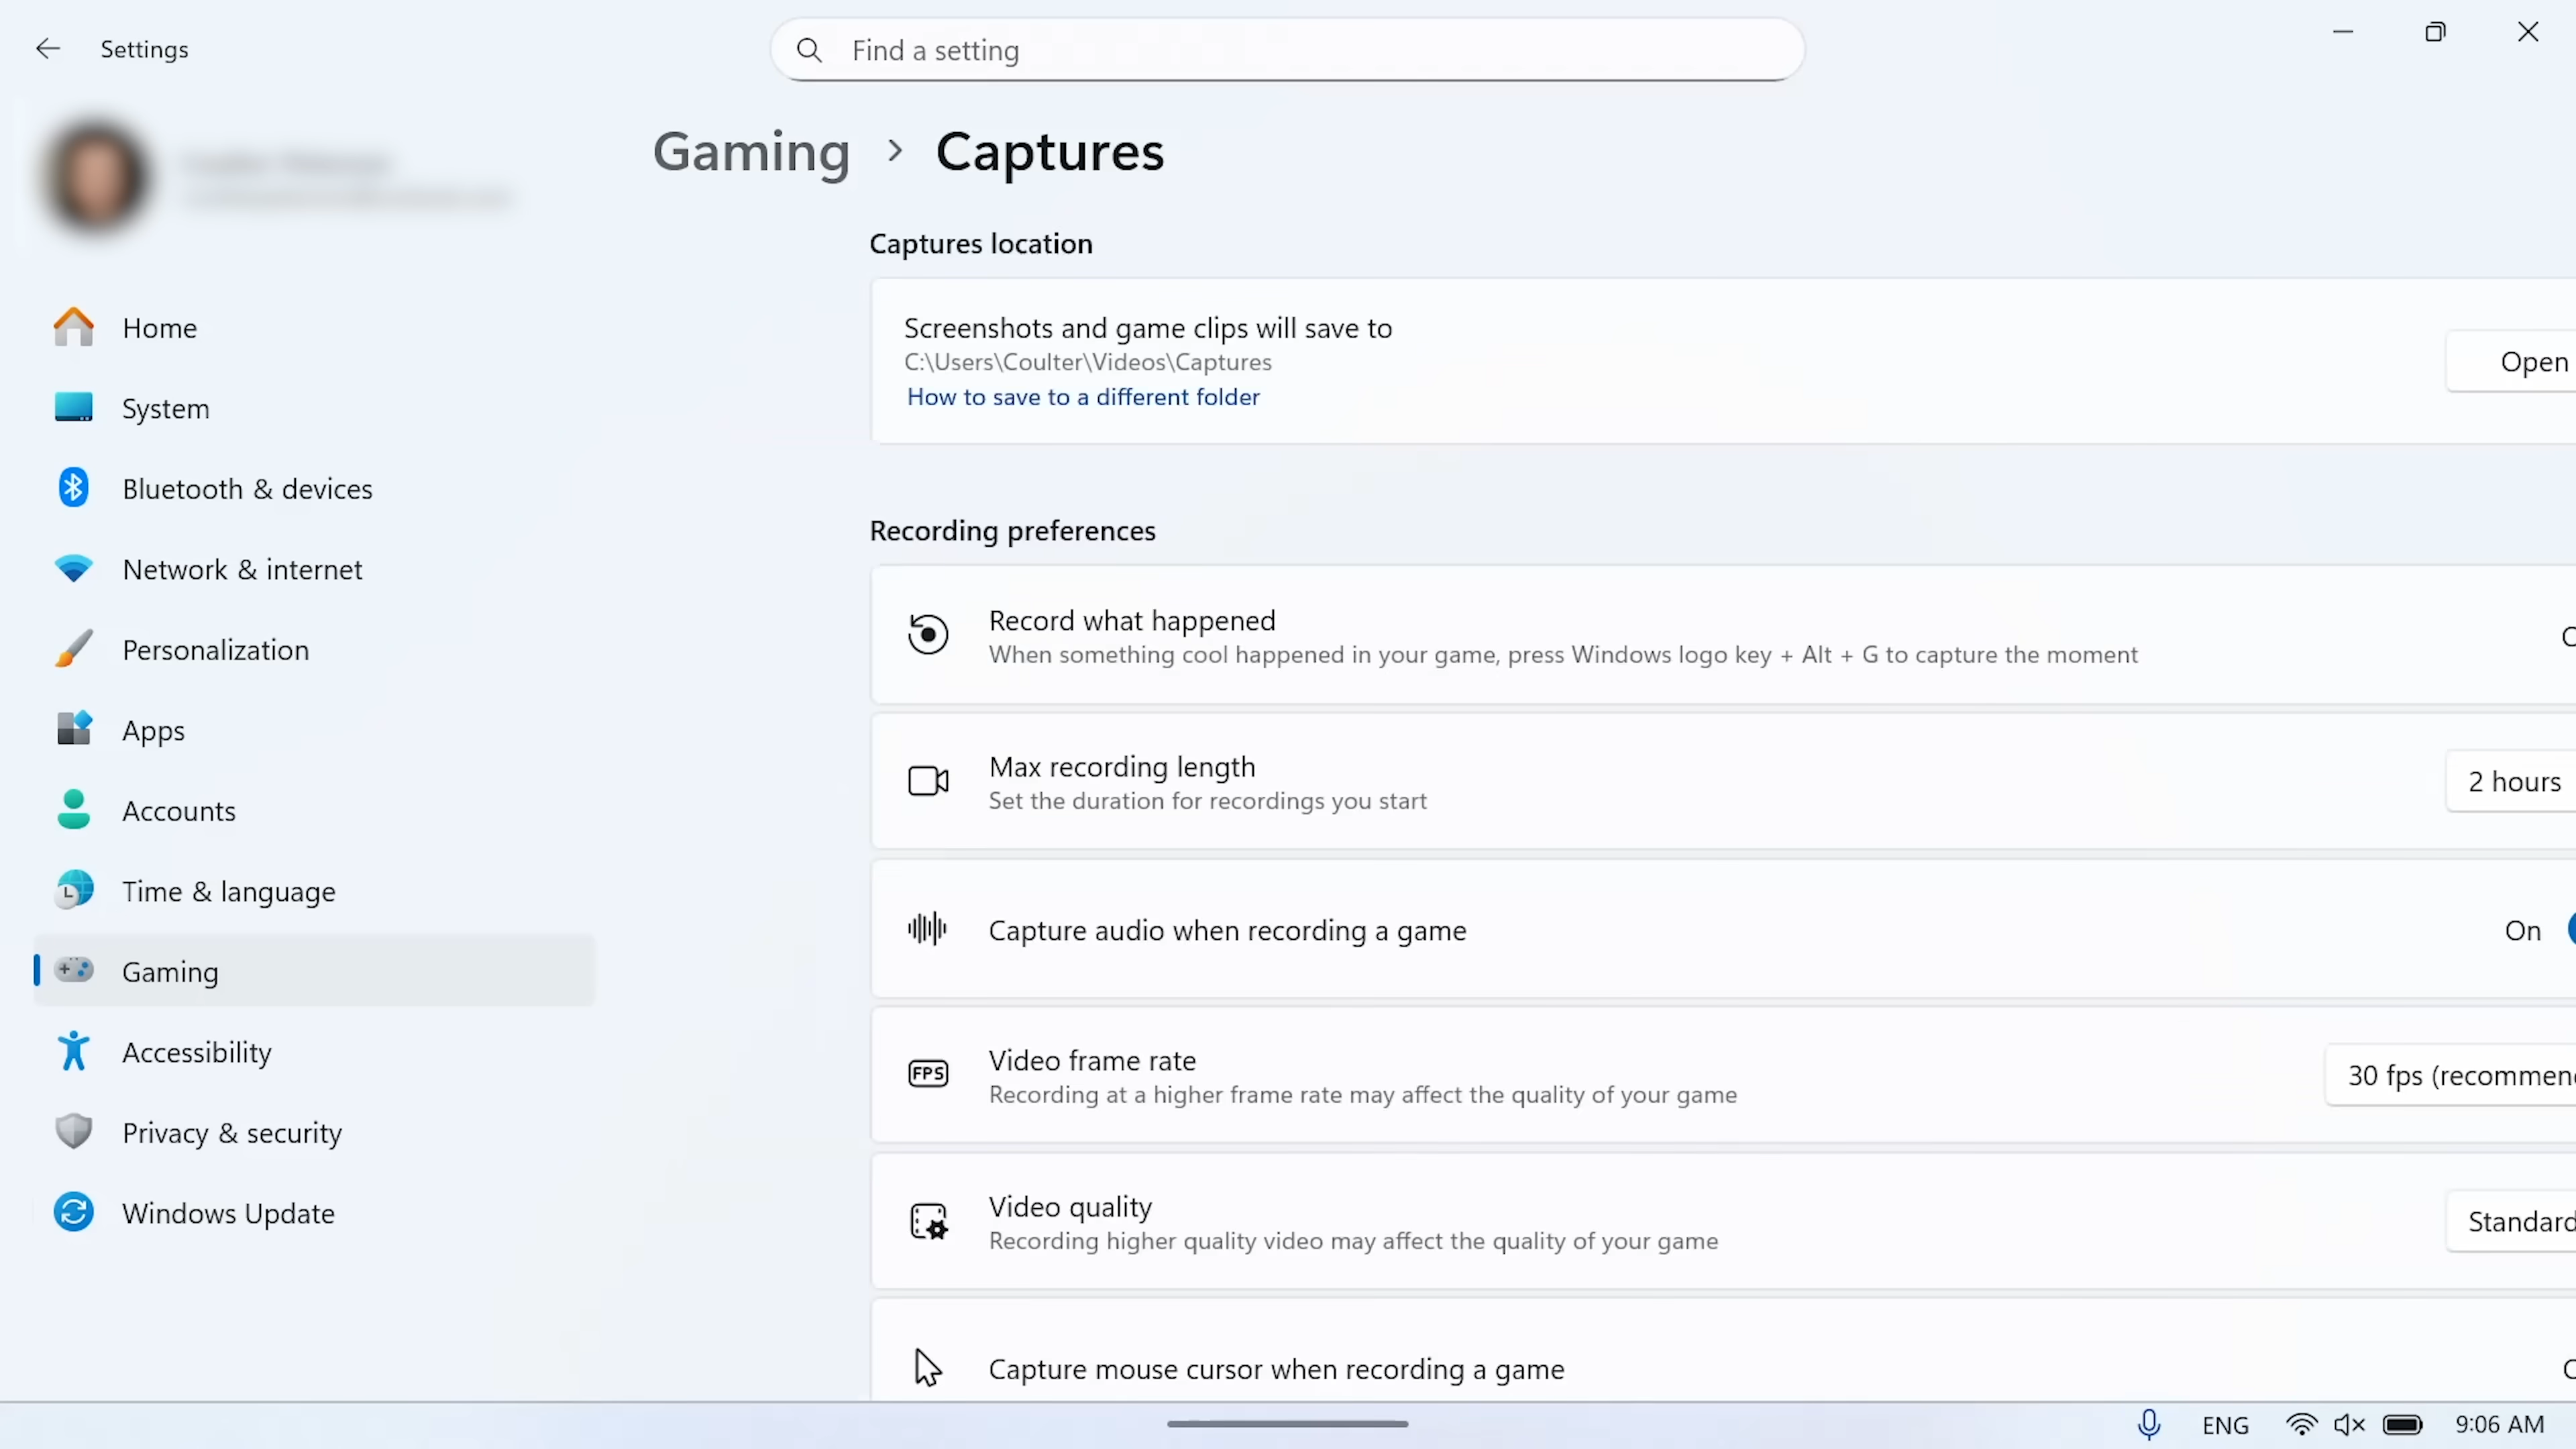 Settings
Find a setting
Gaming > Captures
Home
System
Bluetooth & devices
Network & internet
Personalization
Apps
Accounts
Time & language
Gaming
Accessibility
Privacy & security
Windows Update
Captures location
Screenshots and game clips will save to
C:\Users\Coulter\Videos\Captures
How to save to a different folder
Open
Recording preferences
Record what happened
When something cool happened in your game, press Windows logo key + Alt + G to capture the moment
Max recording length
Set the duration for recordings you start
2 hours
Capture audio when recording a game
On
FPS
Video frame rate
Recording at a higher frame rate may affect the quality of your game
30 fps
Video quality
Recording higher quality video may affect the quality of your game
Standard
Capture mouse cursor when recording a game
ENG
9:06 AM